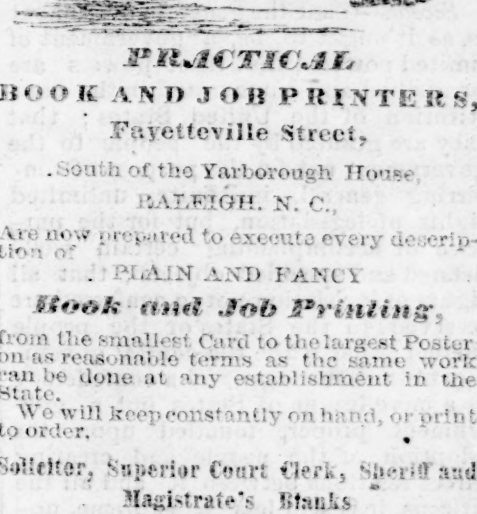 PRACTICAL
BOOK AND JOB PRINTERS,
Fayetteville Street,
South of the Yarborough House,
RALEIGH. N. C.,
Are now prepared to execute every descrip-
tion of
PLAIN AND FANCY
Book and Job Printing,
from the smallest Card to the largest Poster
on as reasonable terms as the same work
can be done at any establishment in the
State.
We will keep constantly on hand, or print
to order.
Solicitor, Superior Court Clerk, Sheriff and
Magistrate's Blanks